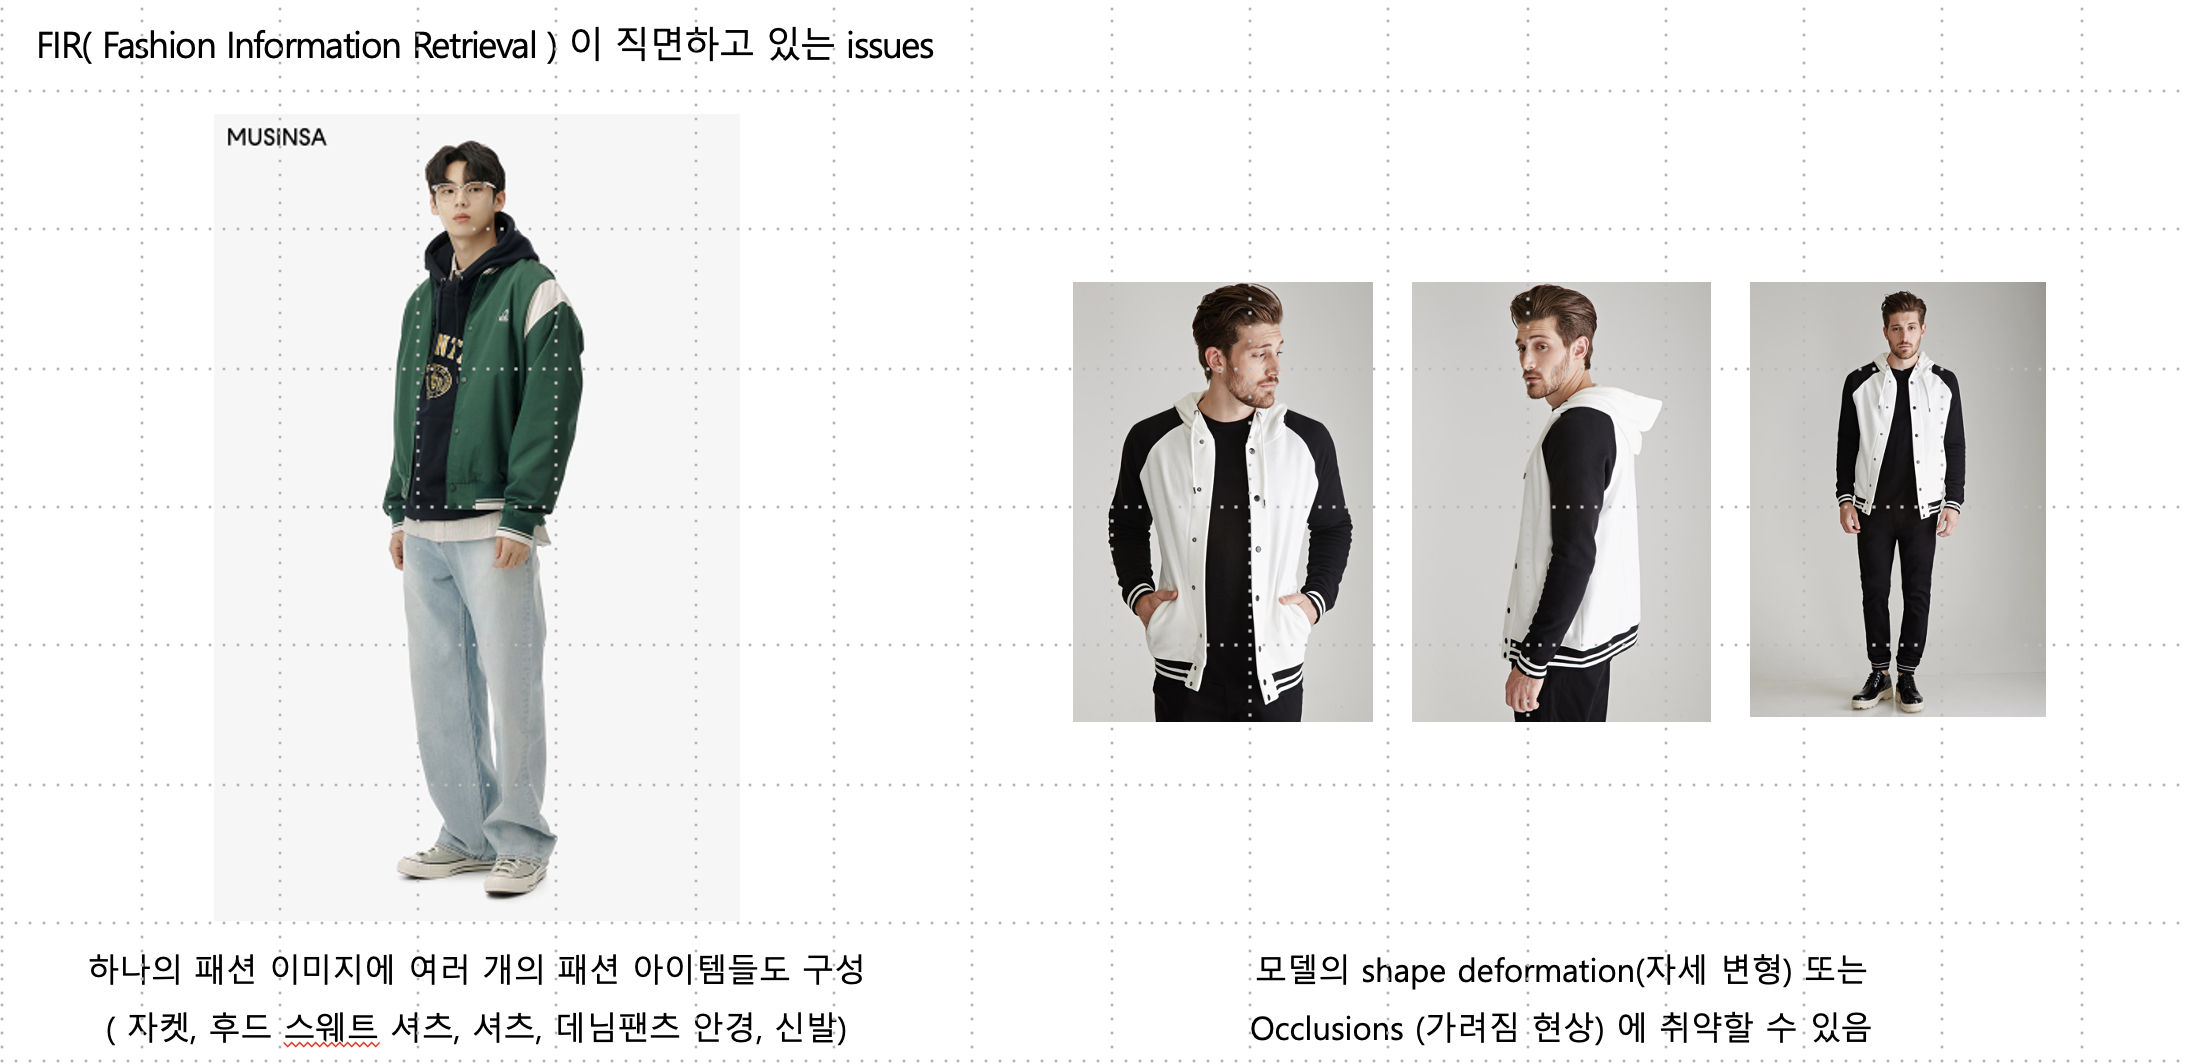 FIR( Fashion Information Retrieval ) 이 직면하고 있는 issues
MUSINSA
NT
하나의 패션 이미지에 여러 개의 패션 아이템들도 구성
( 자켓, 후드 스웨트 셔츠, 셔츠, 데님팬츠 안경, 신발)
모델의 shape deformation(자세 변형) 또는
Occlusions (가려짐 현상) 에 취약할 수 있음